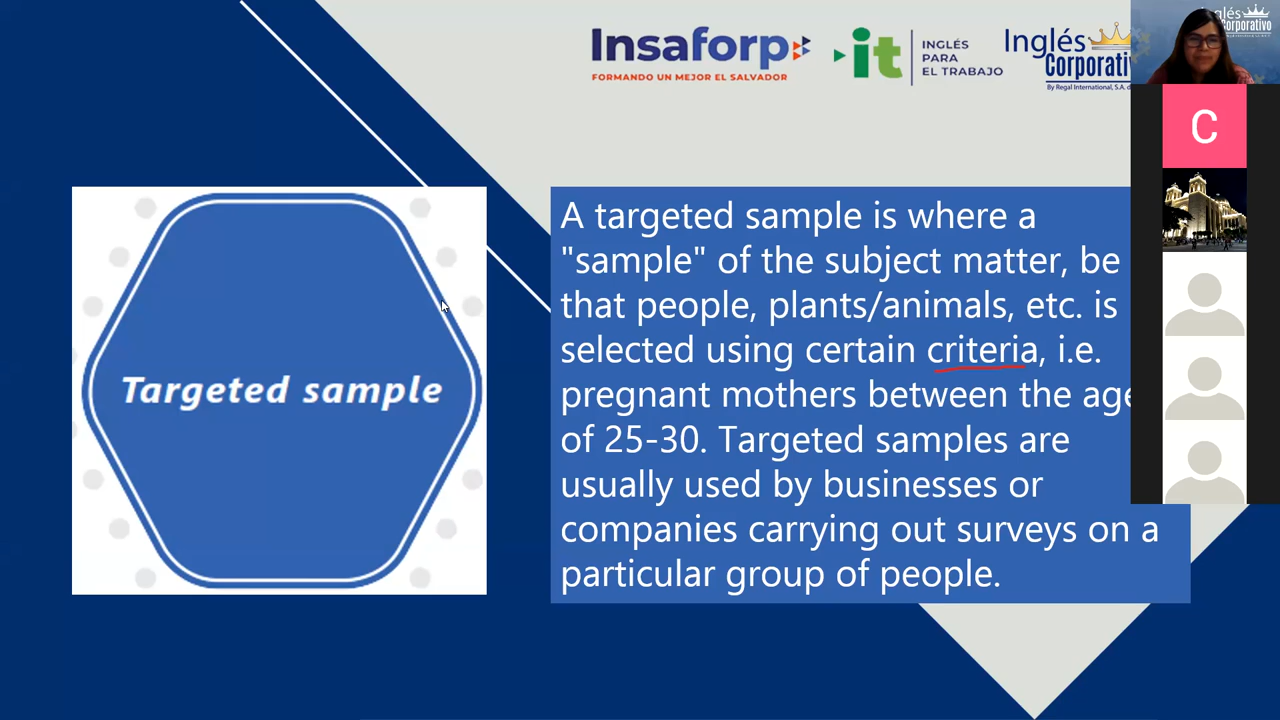 Insaforp
FORMANDO UN MEJOR EL SALVADOR
it
INGLÉS
PARA
EL TRABAJO
Inglés
Corporativ
By Regal International, S.A. d
C
A targeted sample is where a
"sample" of the subject matter, be
that people, plants/animals, etc. is
selected using certain criteria, i.e.
pregnant mothers between the age
of 25-30. Targeted samples are
usually used by businesses or
companies carrying out surveys on a
particular group of people.
Targeted sample